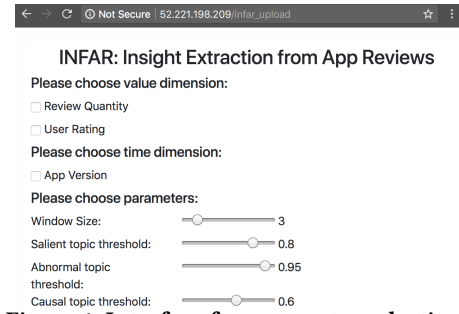 Not Secure 52.221.198.209/infar_upload
INFAR: Insight Extraction from App Reviews
Please choose value dimension:
Review Quantity
User Rating
Please choose time dimension:
App Version
Please choose parameters:
Window Size: 3
Salient topic threshold: 0.8
Abnormal topic 0.95
threshold:
Causal topic threshold: 0.6